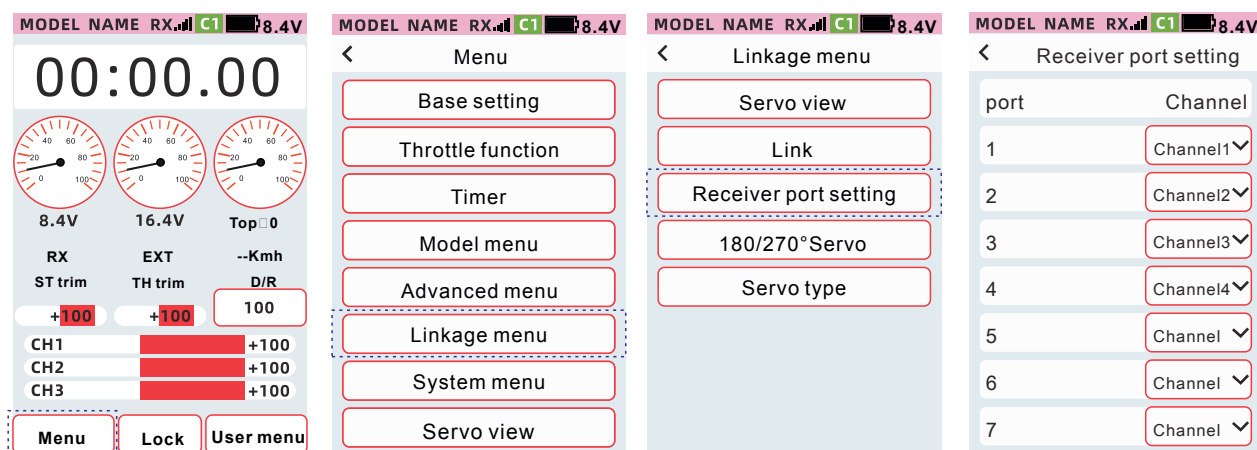 MODEL NAME RX C1 8.4V
00:00.00
0 20 40 60 80 100
0 20 40 60 80 100
0 20 40 60 80 100
8.4V 16.4V Top□0
RX EXT --Kmh
ST trim TH trim D/R
+100 +100 100
CH1 +100
CH2 +100
CH3 +100
Menu Lock User menu
MODEL NAME RX C1 8.4V
< Menu
Base setting
Throttle function
Timer
Model menu
Advanced menu
Linkage menu
System menu
Servo view
MODEL NAME RX C1 8.4V
< Linkage menu
Servo view
Link
Receiver port setting
180/270°Servo
Servo type
MODEL NAME RX C1 8.4V
< Receiver port setting
port Channel
1 Channel1
2 Channel2
3 Channel3
4 Channel4
5 Channel
6 Channel
7 Channel